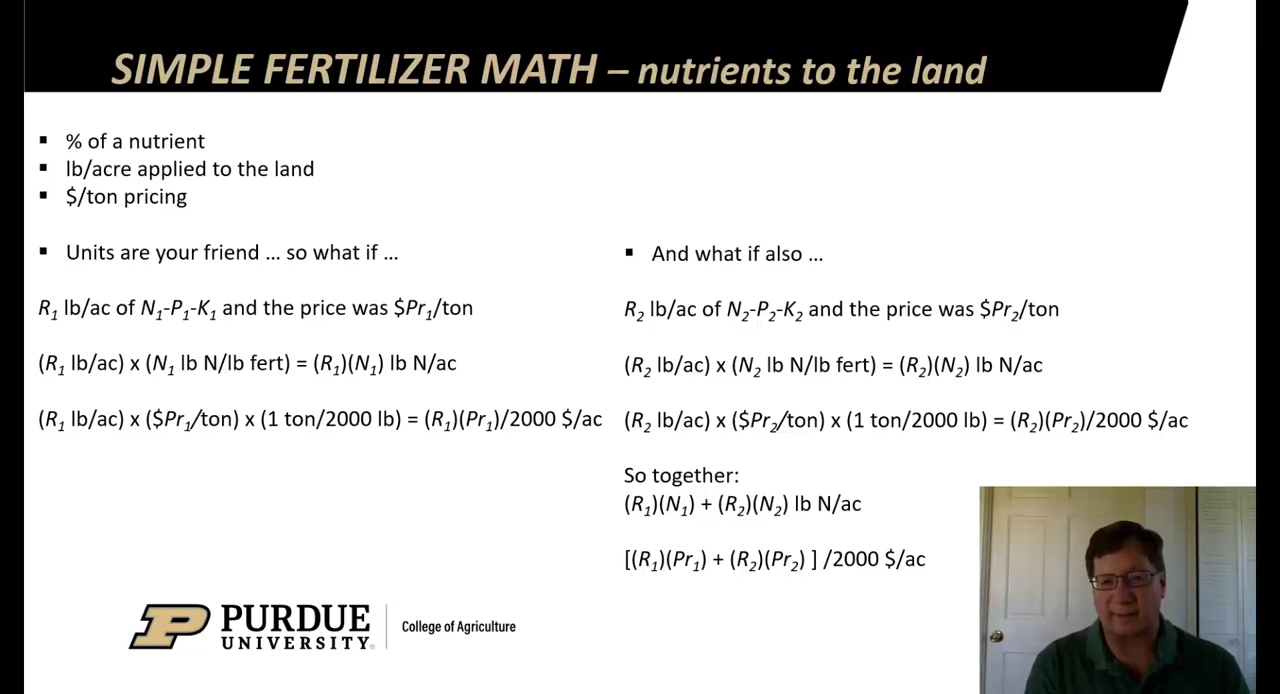 SIMPLE FERTILIZER MATH – nutrients to the land
▪ % of a nutrient
▪ lb/acre applied to the land
▪ $/ton pricing
▪ Units are your friend … so what if …
R₁ lb/ac of N₁-P₁-K₁ and the price was $Pr₁/ton
(R₁ lb/ac) x (N₁ lb N/lb fert) = (R₁)(N₁) lb N/ac
(R₁ lb/ac) x ($Pr₁/ton) x (1 ton/2000 lb) = (R₁)(Pr₁)/2000 $/ac
▪ And what if also …
R₂ lb/ac of N₂-P₂-K₂ and the price was $Pr₂/ton
(R₂ lb/ac) x (N₂ lb N/lb fert) = (R₂)(N₂) lb N/ac
(R₂ lb/ac) x ($Pr₂/ton) x (1 ton/2000 lb) = (R₂)(Pr₂)/2000 $/ac
So together:
(R₁)(N₁) + (R₂)(N₂) lb N/ac
[(R₁)(Pr₁) + (R₂)(Pr₂) ] /2000 $/ac
P PURDUE
UNIVERSITY®
College of Agriculture